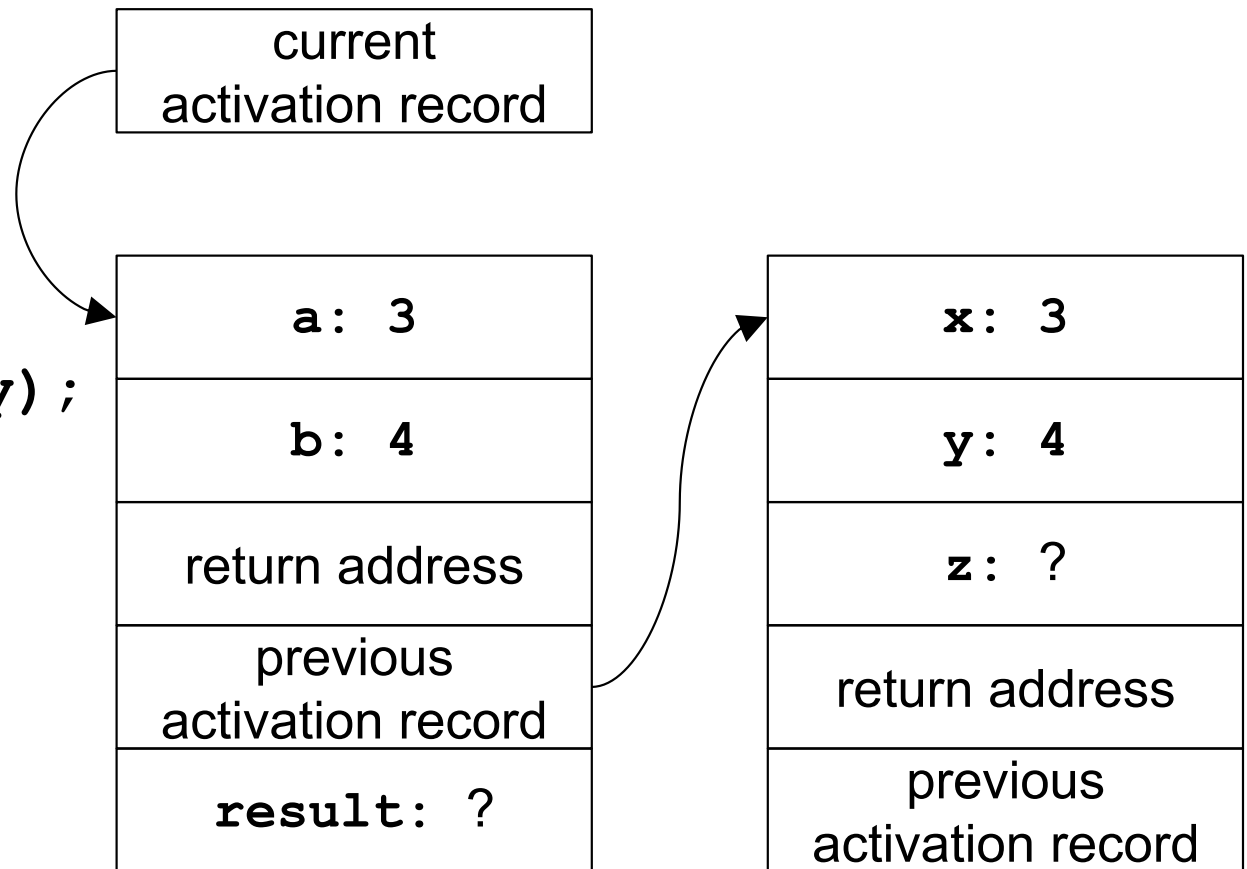 current
activation record
y);
a: 3
b: 4
return address
previous
activation record
result: ?
x: 3
y: 4
z: ?
return address
previous
activation record